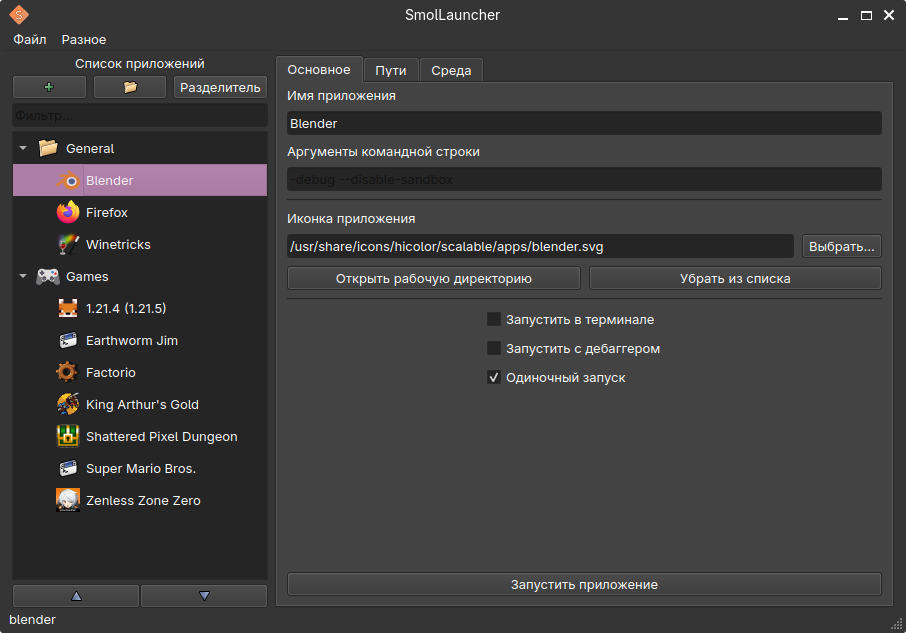 SmolLauncher
Файл Разное
Список приложений
Разделитель
Фильтр...
General
Blender
Firefox
Winetricks
Games
1.21.4 (1.21.5)
Earthworm Jim
Factorio
King Arthur's Gold
Shattered Pixel Dungeon
Super Mario Bros.
Zenless Zone Zero
Основное Пути Среда
Имя приложения
Blender
Аргументы командной строки
-debug --disable-sandbox
Иконка приложения
/usr/share/icons/hicolor/scalable/apps/blender.svg Выбрать...
Открыть рабочую директорию Убрать из списка
Запустить в терминале
Запустить с дебаггером
Одиночный запуск
Запустить приложение
blender